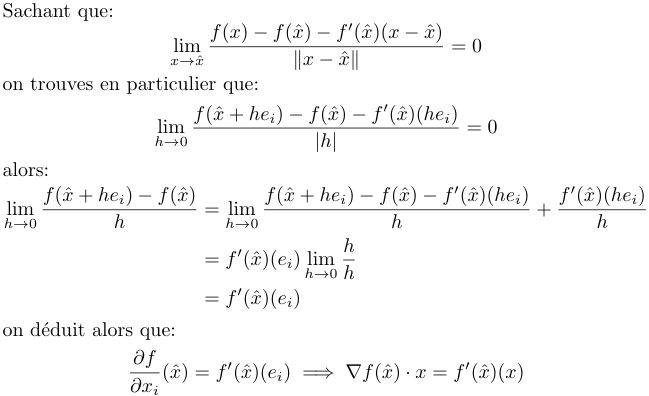 Sachant que:
lim_{x→x̂} (f(x) − f(x̂) − f′(x̂)(x − x̂)) / ‖x − x̂‖ = 0
on trouves en particulier que:
lim_{h→0} (f(x̂ + he_i) − f(x̂) − f′(x̂)(he_i)) / |h| = 0
alors:
lim_{h→0} (f(x̂ + he_i) − f(x̂)) / h = lim_{h→0} (f(x̂ + he_i) − f(x̂) − f′(x̂)(he_i)) / h + f′(x̂)(he_i) / h
= f′(x̂)(e_i) lim_{h→0} h / h
= f′(x̂)(e_i)
on déduit alors que:
∂f/∂x_i (x̂) = f′(x̂)(e_i) ⟹ ∇f(x̂) · x = f′(x̂)(x)